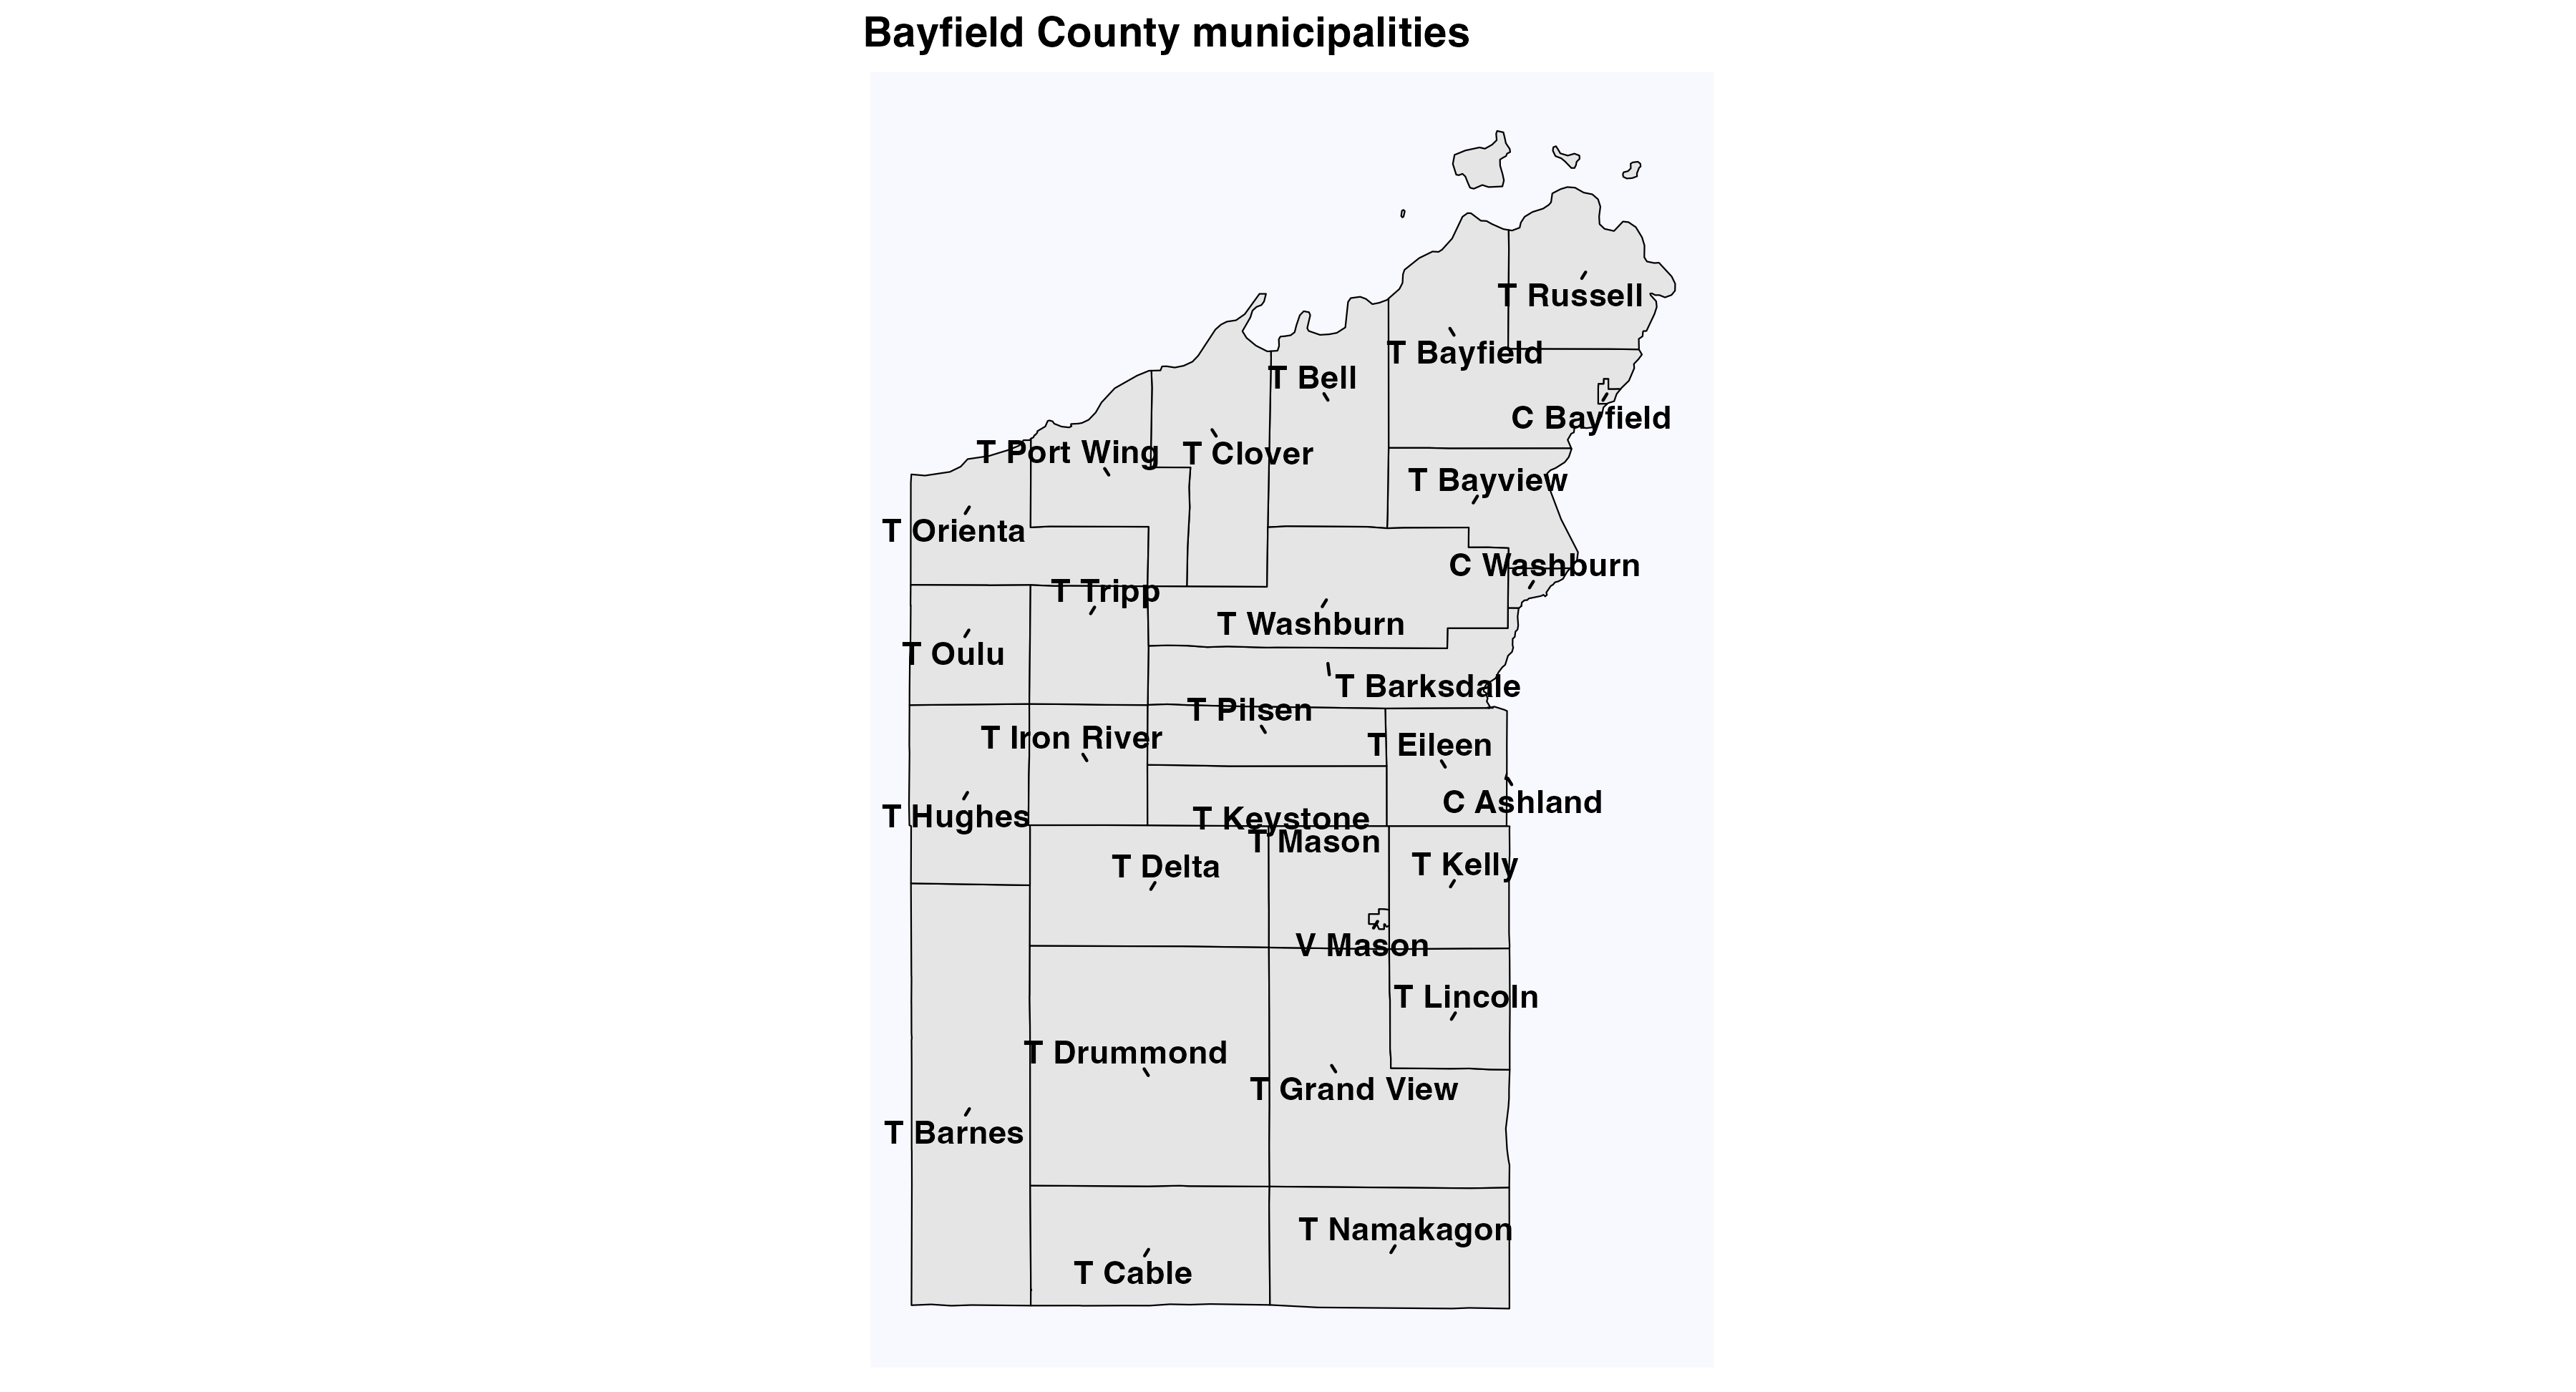 Bayfield County municipalities
T Russell
T Bayfield
T Bell
C Bayfield
T Port Wing
T Clover
T Bayview
T Orienta
C Washburn
T Tripp
T Washburn
T Oulu
T Barksdale
T Pilsen
T Iron River
T Eileen
C Ashland
T Hughes
T Keystone
T Mason
T Delta
T Kelly
V Mason
T Lincoln
T Drummond
T Grand View
T Barnes
T Namakagon
T Cable